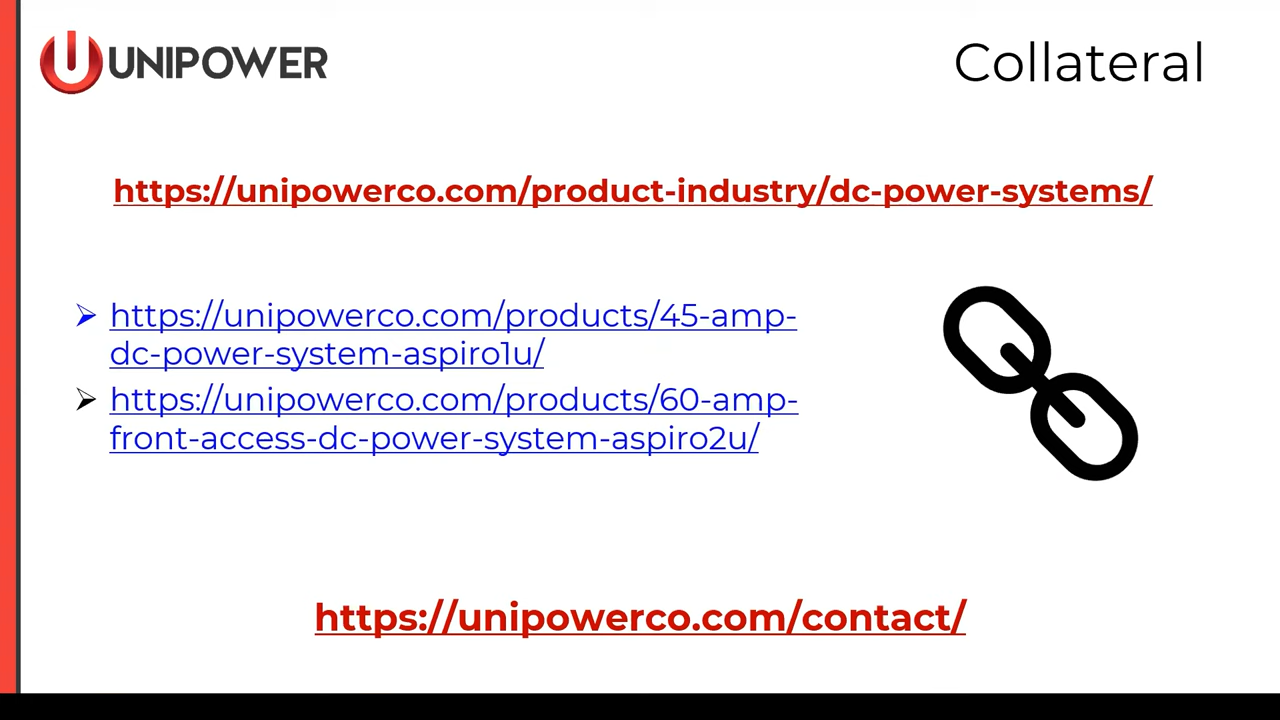 UNIPOWER
Collateral
https://unipowerco.com/product-industry/dc-power-systems/
https://unipowerco.com/products/45-amp-
dc-power-system-aspiro1u/
https://unipowerco.com/products/60-amp-
front-access-dc-power-system-aspiro2u/
https://unipowerco.com/contact/